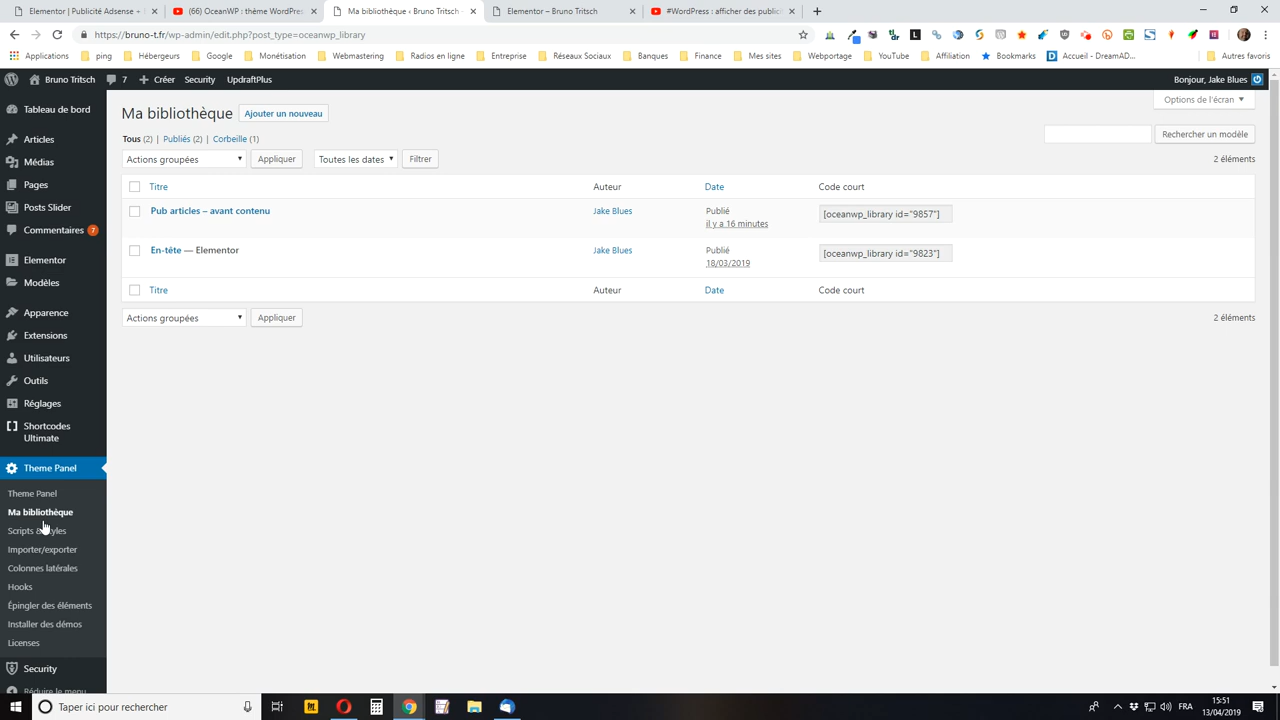 Elementor | Publicité Adsense +
(66) OceanWP : thème WordPres
Ma bibliothèque ‹ Bruno Tritsch
Elementor – Bruno Tritsch
#WordPress : afficher des public
https://bruno-t.fr/wp-admin/edit.php?post_type=oceanwp_library
Applications
ping
Hébergeurs
Google
Monétisation
Webmastering
Radios en ligne
Entreprise
Réseaux Sociaux
Banques
Finance
Mes sites
Webportage
YouTube
Affiliation
Bookmarks
Accueil - DreamAD...
Autres favoris
Bruno Tritsch
7
Créer
Security
UpdraftPlus
Bonjour, Jake Blues
Tableau de bord
Articles
Médias
Pages
Posts Slider
Commentaires 7
Elementor
Modèles
Apparence
Extensions
Utilisateurs
Outils
Réglages
Shortcodes
Ultimate
Theme Panel
Theme Panel
Ma bibliothèque
Importer/exporter
Colonnes latérales
Hooks
Épingler des éléments
Installer des démos
Licenses
Security
Réduire le menu
Ma bibliothèque
Ajouter un nouveau
Options de l'écran
Tous (2) | Publiés (2) | Corbeille (1)
Rechercher un modèle
Actions groupées
Appliquer
Toutes les dates
Filtrer
2 éléments
Titre
Auteur
Date
Code court
Pub articles – avant contenu
Jake Blues
Publié
il y a 16 minutes
[oceanwp_library id="9857"]
En-tête — Elementor
Jake Blues
Publié
18/03/2019
[oceanwp_library id="9823"]
Titre
Auteur
Date
Code court
Actions groupées
Appliquer
2 éléments
Taper ici pour rechercher
FRA
15:51
13/04/2019